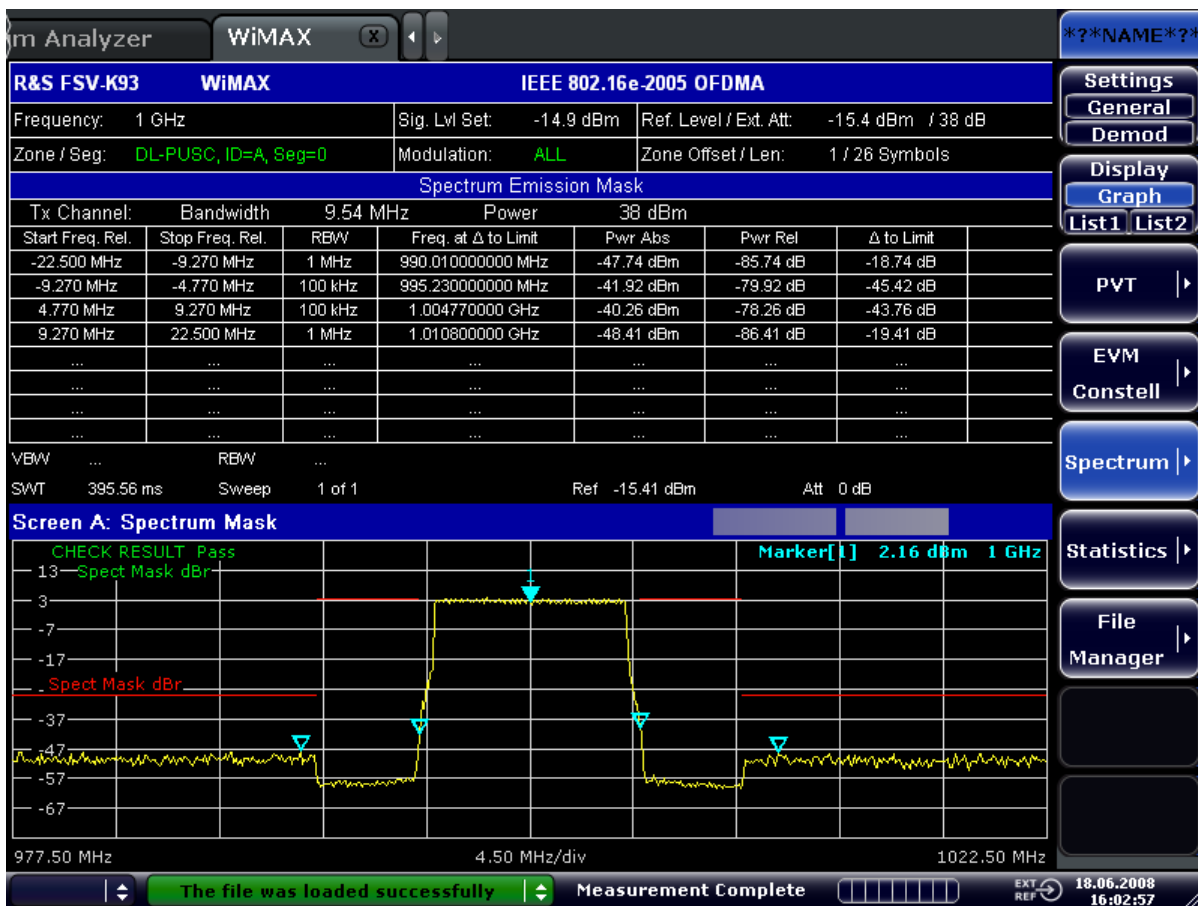 m Analyzer WiMAX X *?*NAME*?*
R&S FSV-K93 WiMAX IEEE 802.16e-2005 OFDMA
Frequency: 1 GHz Sig. Lvl Set: -14.9 dBm Ref. Level / Ext. Att: -15.4 dBm / 38 dB
Zone / Seg: DL-PUSC, ID=A, Seg=0 Modulation: ALL Zone Offset / Len: 1 / 26 Symbols
Spectrum Emission Mask
Tx Channel: Bandwidth 9.54 MHz Power 38 dBm
Start Freq. Rel. Stop Freq. Rel. RBW Freq. at Δ to Limit Pwr Abs Pwr Rel Δ to Limit
-22.500 MHz -9.270 MHz 1 MHz 990.010000000 MHz -47.74 dBm -85.74 dB -18.74 dB
-9.270 MHz -4.770 MHz 100 kHz 995.230000000 MHz -41.92 dBm -79.92 dB -45.42 dB
4.770 MHz 9.270 MHz 100 kHz 1.004770000 GHz -40.26 dBm -78.26 dB -43.76 dB
9.270 MHz 22.500 MHz 1 MHz 1.010800000 GHz -48.41 dBm -86.41 dB -19.41 dB
... ... ... ... ... ... ...
... ... ... ... ... ... ...
... ... ... ... ... ... ...
... ... ... ... ... ... ...
VBW ... RBW ...
SWT 395.56 ms Sweep 1 of 1 Ref -15.41 dBm Att 0 dB
Screen A: Spectrum Mask
CHECK RESULT Pass Marker[1] 2.16 dBm 1 GHz
13 Spect Mask dBr
1
3
-7
-17
Spect Mask dBr
-37
-47
-57
-67
977.50 MHz 4.50 MHz/div 1022.50 MHz
The file was loaded successfully Measurement Complete EXT REF 18.06.2008
16:02:57
Settings
General
Demod
Display
Graph
List1 List2
PVT
EVM
Constell
Spectrum
Statistics
File
Manager